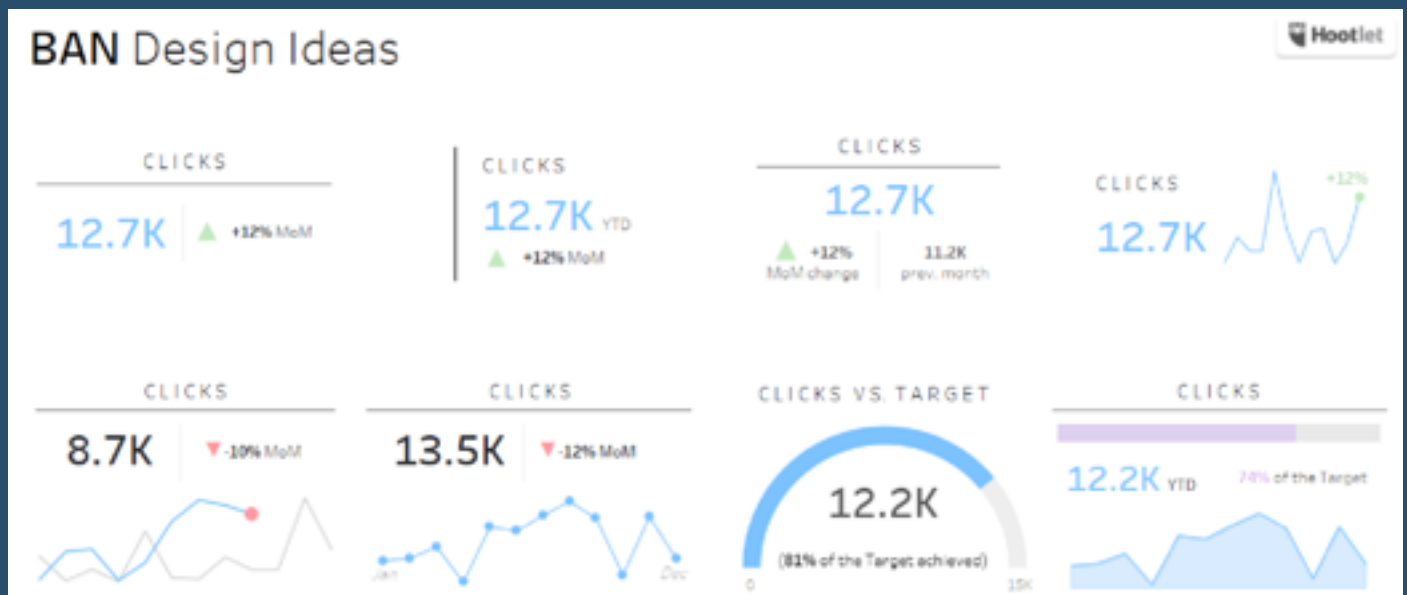 BAN Design Ideas
Hootlet
CLICKS
12.7K
+12% MoM
CLICKS
12.7K YTD
+12% MoM
CLICKS
12.7K
+12%
MoM change
11.2K
prev. month
CLICKS
12.7K
+12%
CLICKS
8.7K
-10% MoM
CLICKS
13.5K
-12% MoM
Jan
Dec
CLICKS VS. TARGET
12.2K
(81% of the Target achieved)
0
15K
CLICKS
12.2K YTD
74% of the Target